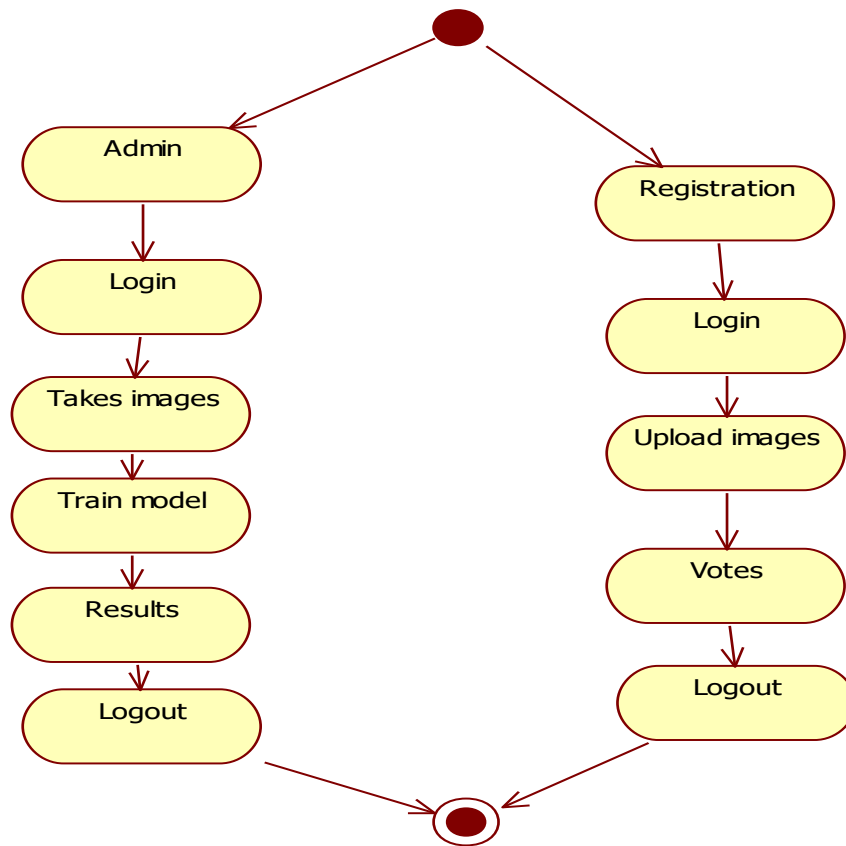 Admin
Login
Takes images
Train model
Results
Logout
Registration
Login
Upload images
Votes
Logout